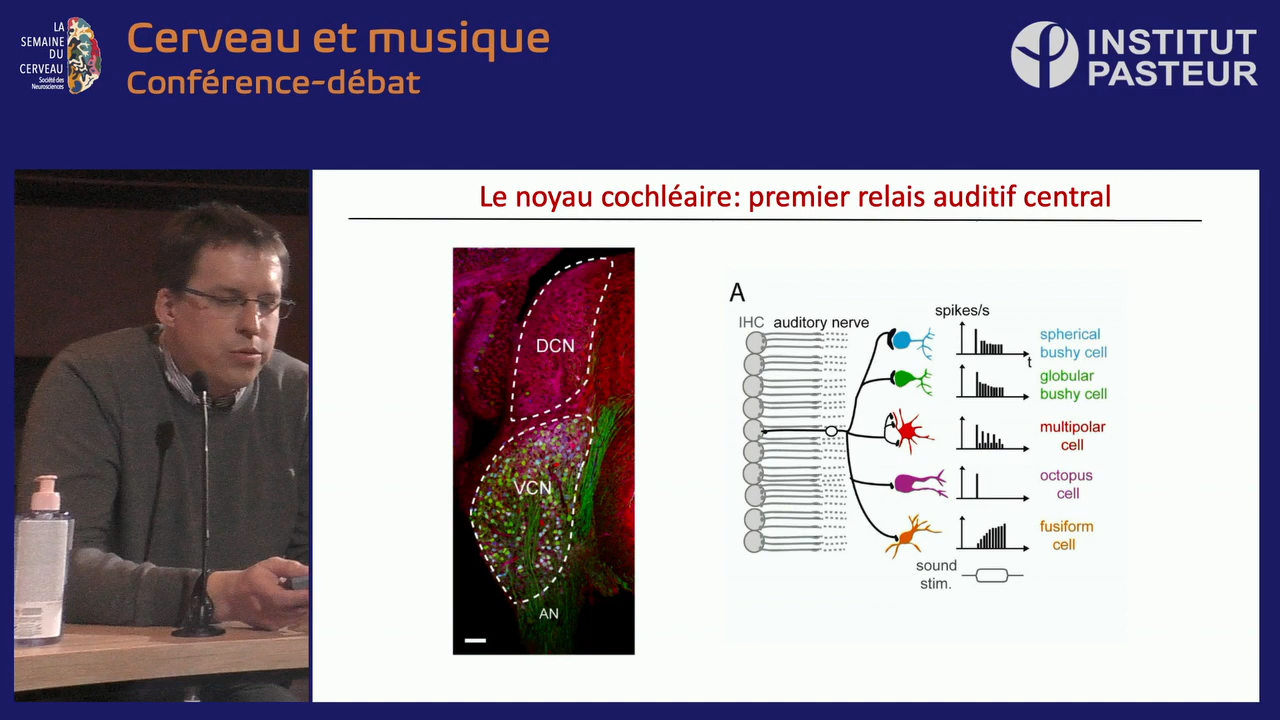 LA
SEMAINE
DU
CERVEAU
Société des
Neurosciences
Cerveau et musique
Conférence-débat
INSTITUT
PASTEUR
Le noyau cochléaire: premier relais auditif central
DCN
VCN
AN
A
IHC auditory nerve
spikes/s
t
spherical
bushy cell
globular
bushy cell
multipolar
cell
octopus
cell
fusiform
cell
sound
stim.